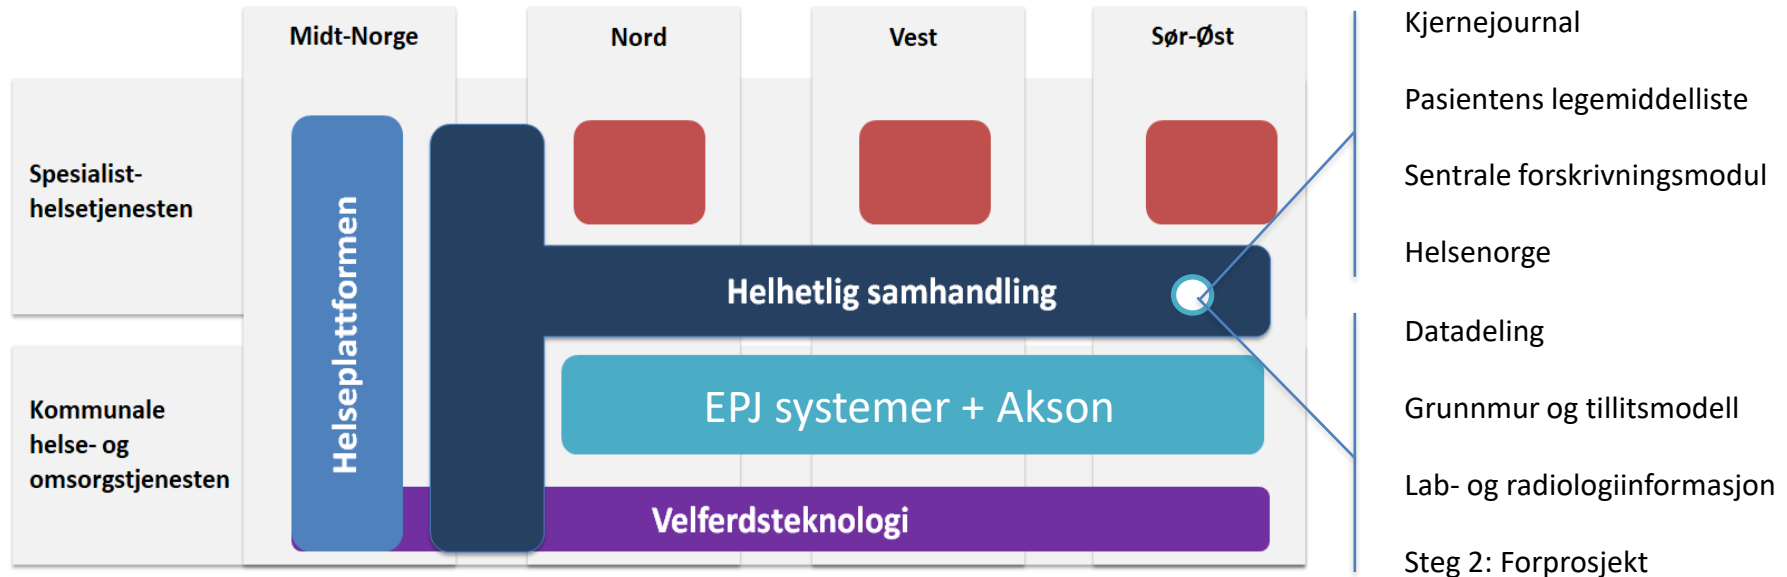 Midt-Norge
Nord
Vest
Sør-Øst
Spesialist-
helsetjenesten
Kommunale
helse- og
omsorgstjenesten
Helseplattformen
Helhetlig samhandling
EPJ systemer + Akson
Velferdsteknologi
Kjernejournal
Pasientens legemiddelliste
Sentrale forskrivningsmodul
Helsenorge
Datadeling
Grunnmur og tillitsmodell
Lab- og radiologiinformasjon
Steg 2: Forprosjekt